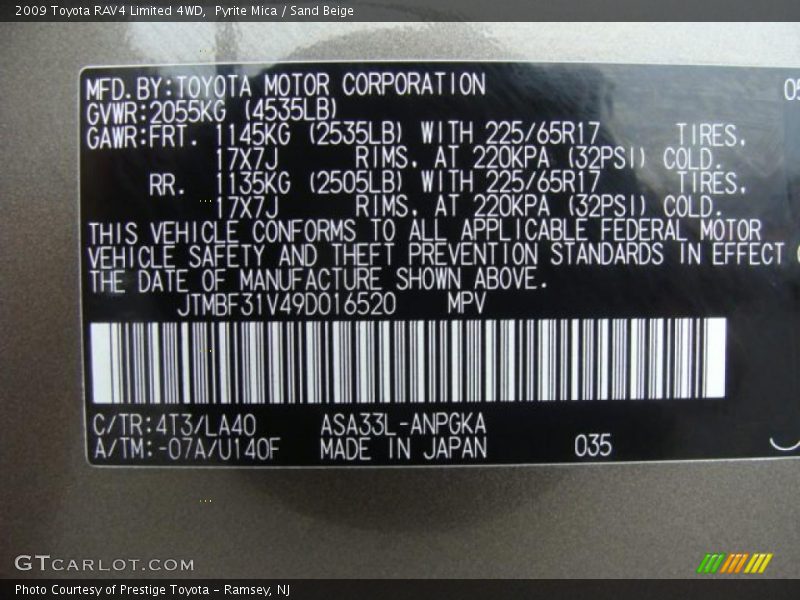 2009 Toyota RAV4 Limited 4WD, Pyrite Mica / Sand Beige
MFD.BY:TOYOTA MOTOR CORPORATION
GVWR:2055KG (4535LB)
GAWR:FRT. 1145KG (2535LB) WITH 225/65R17 TIRES,
17X7J RIMS, AT 220KPA (32PSI) COLD.
RR. 1135KG (2505LB) WITH 225/65R17 TIRES,
17X7J RIMS, AT 220KPA (32PSI) COLD.
THIS VEHICLE CONFORMS TO ALL APPLICABLE FEDERAL MOTOR
VEHICLE SAFETY AND THEFT PREVENTION STANDARDS IN EFFECT
THE DATE OF MANUFACTURE SHOWN ABOVE.
JTMBF31V49D016520 MPV
C/TR:4T3/LA40 ASA33L-ANPGKA
A/TM:-07A/U140F MADE IN JAPAN 035
GTCARLOT.COM
Photo Courtesy of Prestige Toyota - Ramsey, NJ